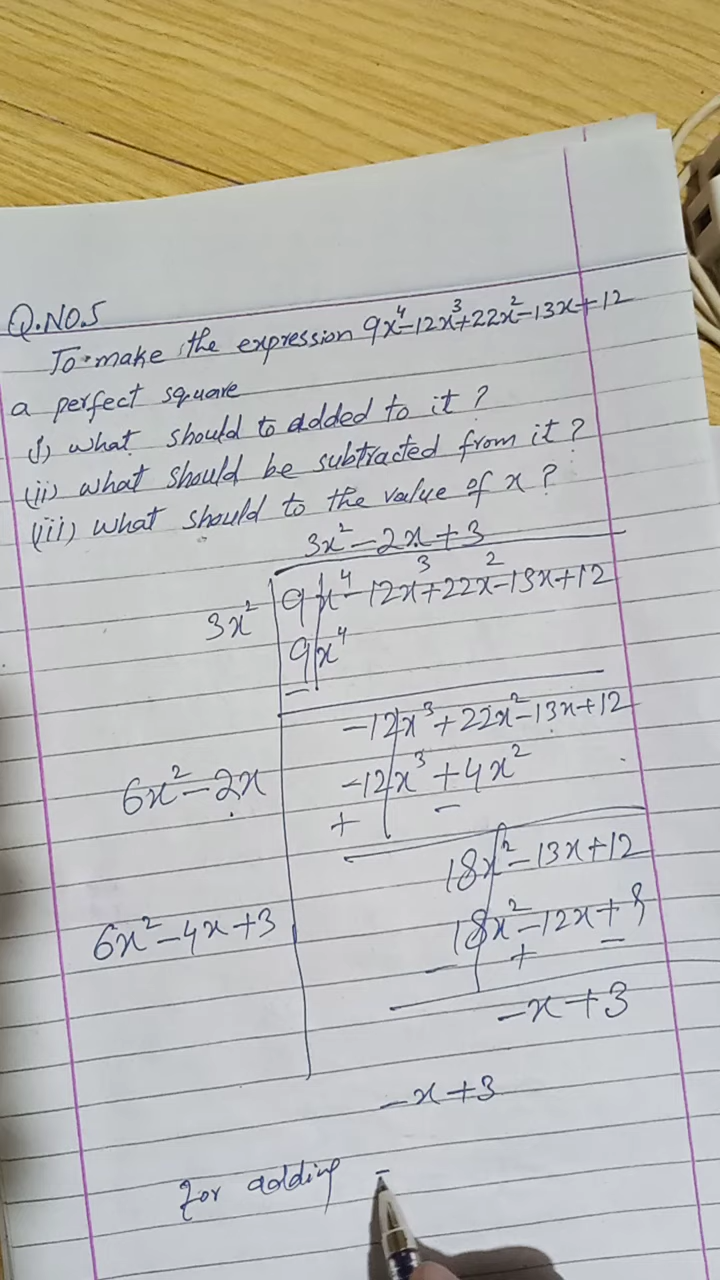 Q.NO.5
To make the expression 9x⁴-12x³+22x²-13x+12
a perfect square
(i) what should to added to it ?
(ii) what should be subtracted from it ?
(iii) what should to the value of x ?
3x²-2x+3
3x² 9x⁴-12x³+22x²-13x+12
9x⁴
-
-12x³+22x²-13x+12
6x²-2x -12x³+4x²
+ -
18x²-13x+12
6x²-4x+3 18x²-12x+9
- + -
-x+3
-x+3
for adding -